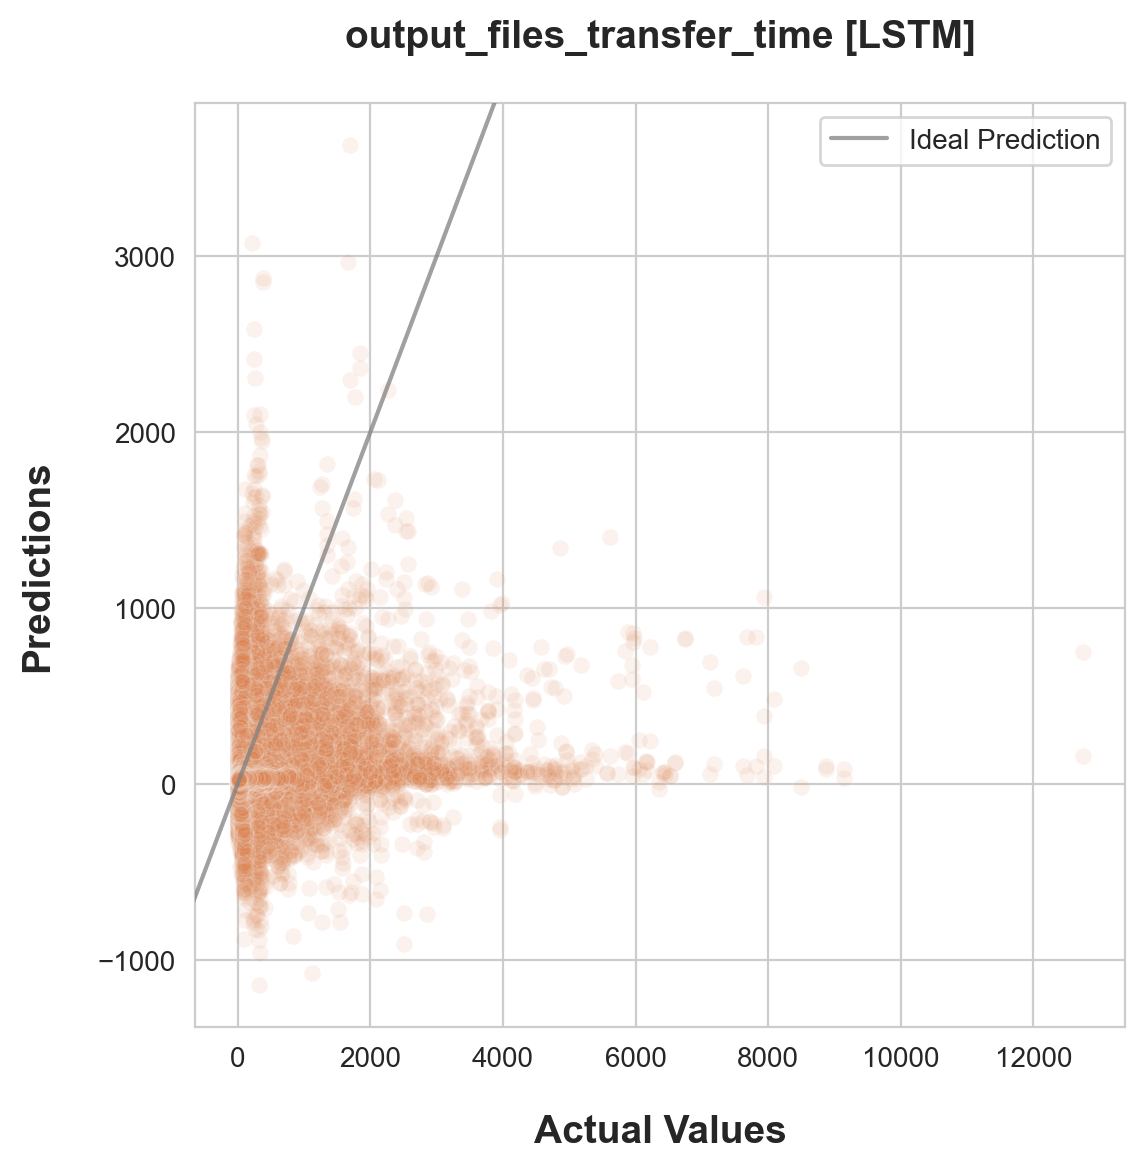 output_files_transfer_time [LSTM]
Ideal Prediction
Predictions
3000
2000
1000
0
−1000
0 2000 4000 6000 8000 10000 12000
Actual Values